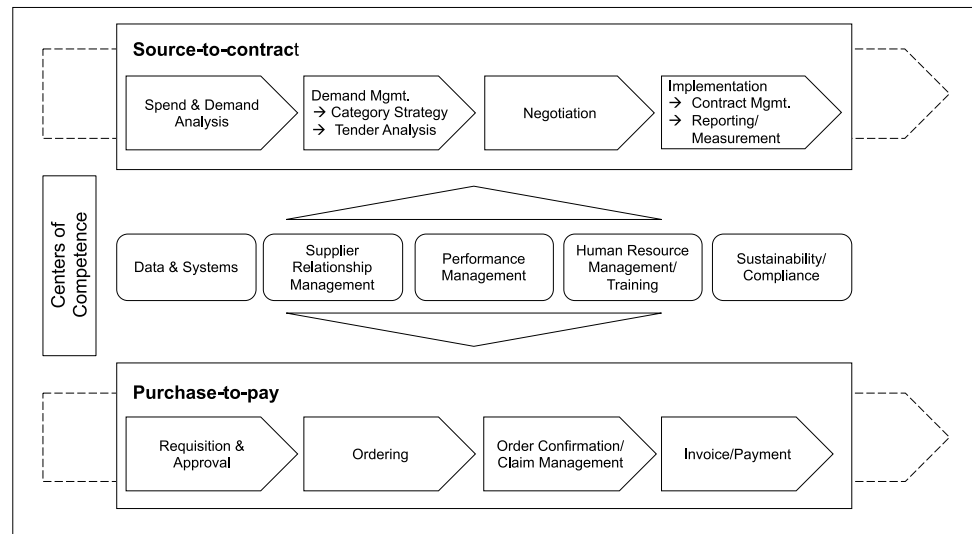 Source-to-contract
Spend & Demand
Analysis
Demand Mgmt.
→ Category Strategy
→ Tender Analysis
Negotiation
Implementation
→ Contract Mgmt.
→ Reporting/
Measurement
Centers of
Competence
Data & Systems
Supplier
Relationship
Management
Performance
Management
Human Resource
Management/
Training
Sustainability/
Compliance
Purchase-to-pay
Requisition &
Approval
Ordering
Order Confirmation/
Claim Management
Invoice/Payment